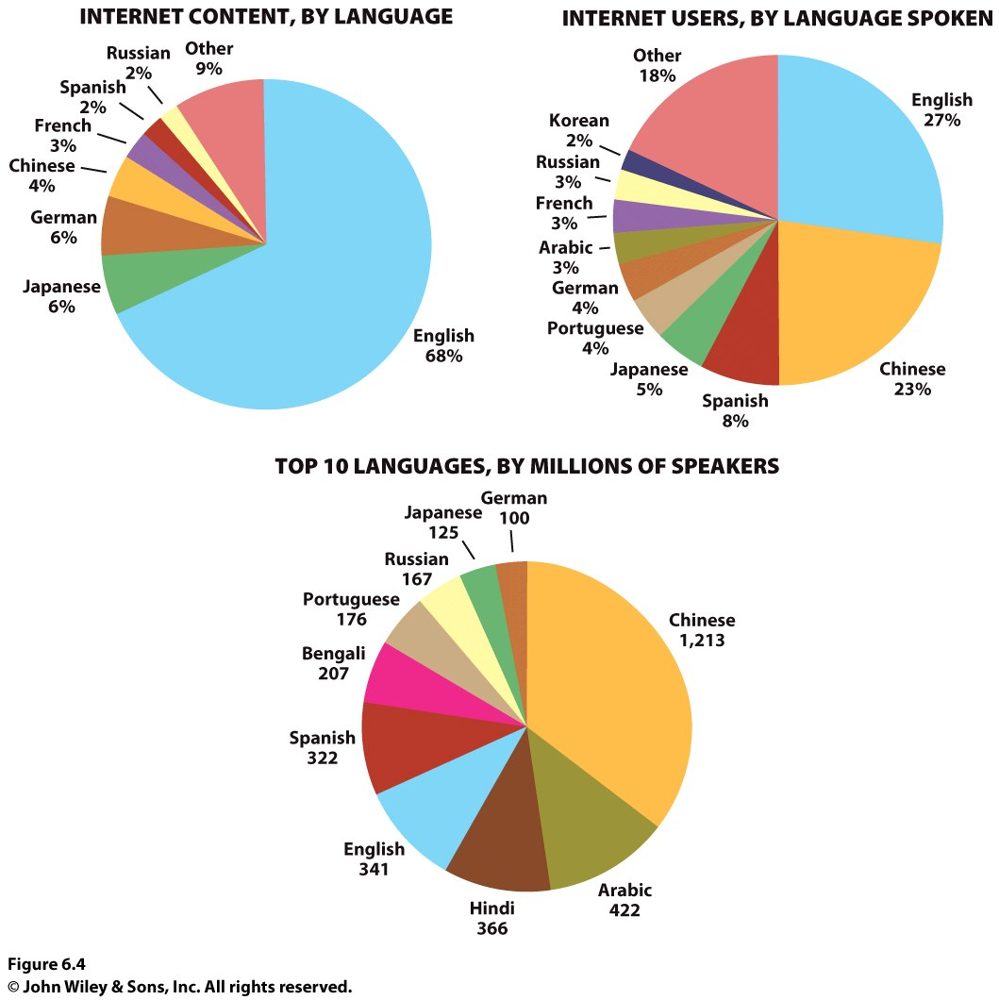 INTERNET CONTENT, BY LANGUAGE
Russian
2%
Other
9%
Spanish
2%
French
3%
Chinese
4%
German
6%
Japanese
6%
English
68%
INTERNET USERS, BY LANGUAGE SPOKEN
Other
18%
English
27%
Korean
2%
Russian
3%
French
3%
Arabic
3%
German
4%
Portuguese
4%
Japanese
5%
Spanish
8%
Chinese
23%
TOP 10 LANGUAGES, BY MILLIONS OF SPEAKERS
German
100
Japanese
125
Russian
167
Portuguese
176
Bengali
207
Spanish
322
English
341
Hindi
366
Arabic
422
Chinese
1,213
Figure 6.4
© John Wiley & Sons, Inc. All rights reserved.